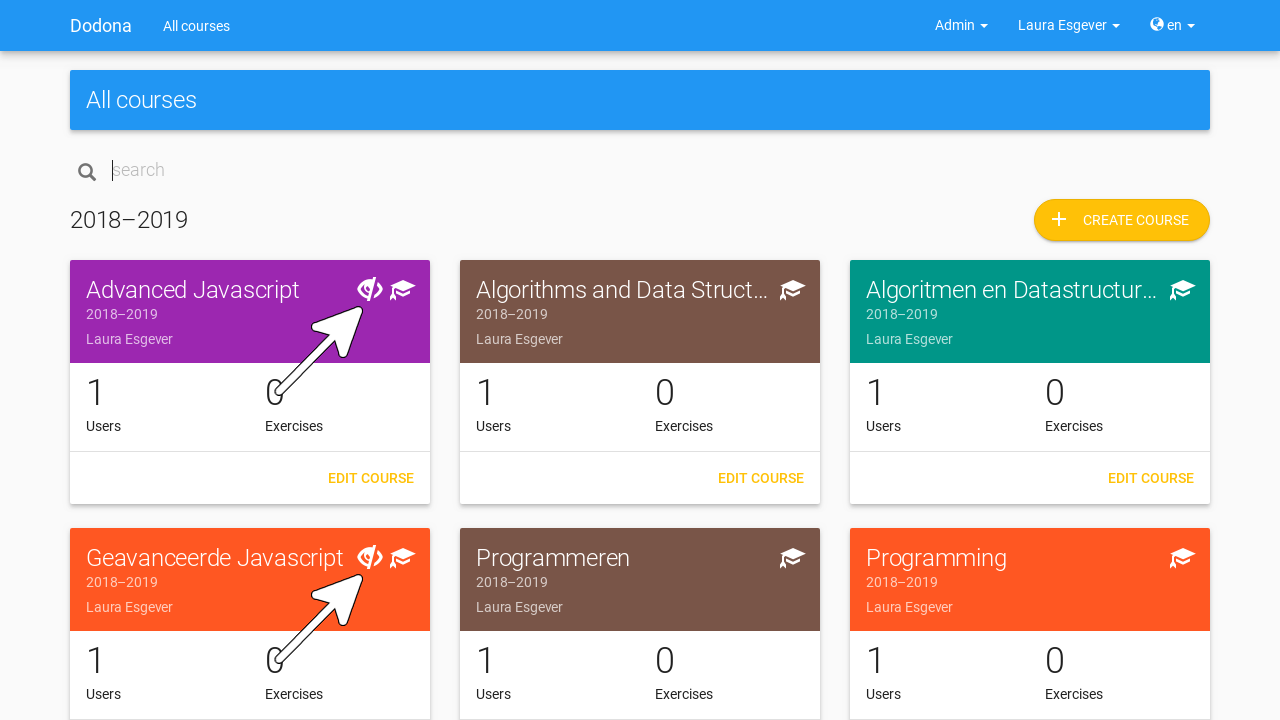 Dodona All courses Admin Laura Esgever en
All courses
search
2018–2019 CREATE COURSE
Advanced Javascript
2018–2019
Laura Esgever
1 0
Users Exercises
EDIT COURSE
Algorithms and Data Struct...
2018–2019
Laura Esgever
1 0
Users Exercises
EDIT COURSE
Algoritmen en Datastructur...
2018–2019
Laura Esgever
1 0
Users Exercises
EDIT COURSE
Geavanceerde Javascript
2018–2019
Laura Esgever
1 0
Users Exercises
Programmeren
2018–2019
Laura Esgever
1 0
Users Exercises
Programming
2018–2019
Laura Esgever
1 0
Users Exercises